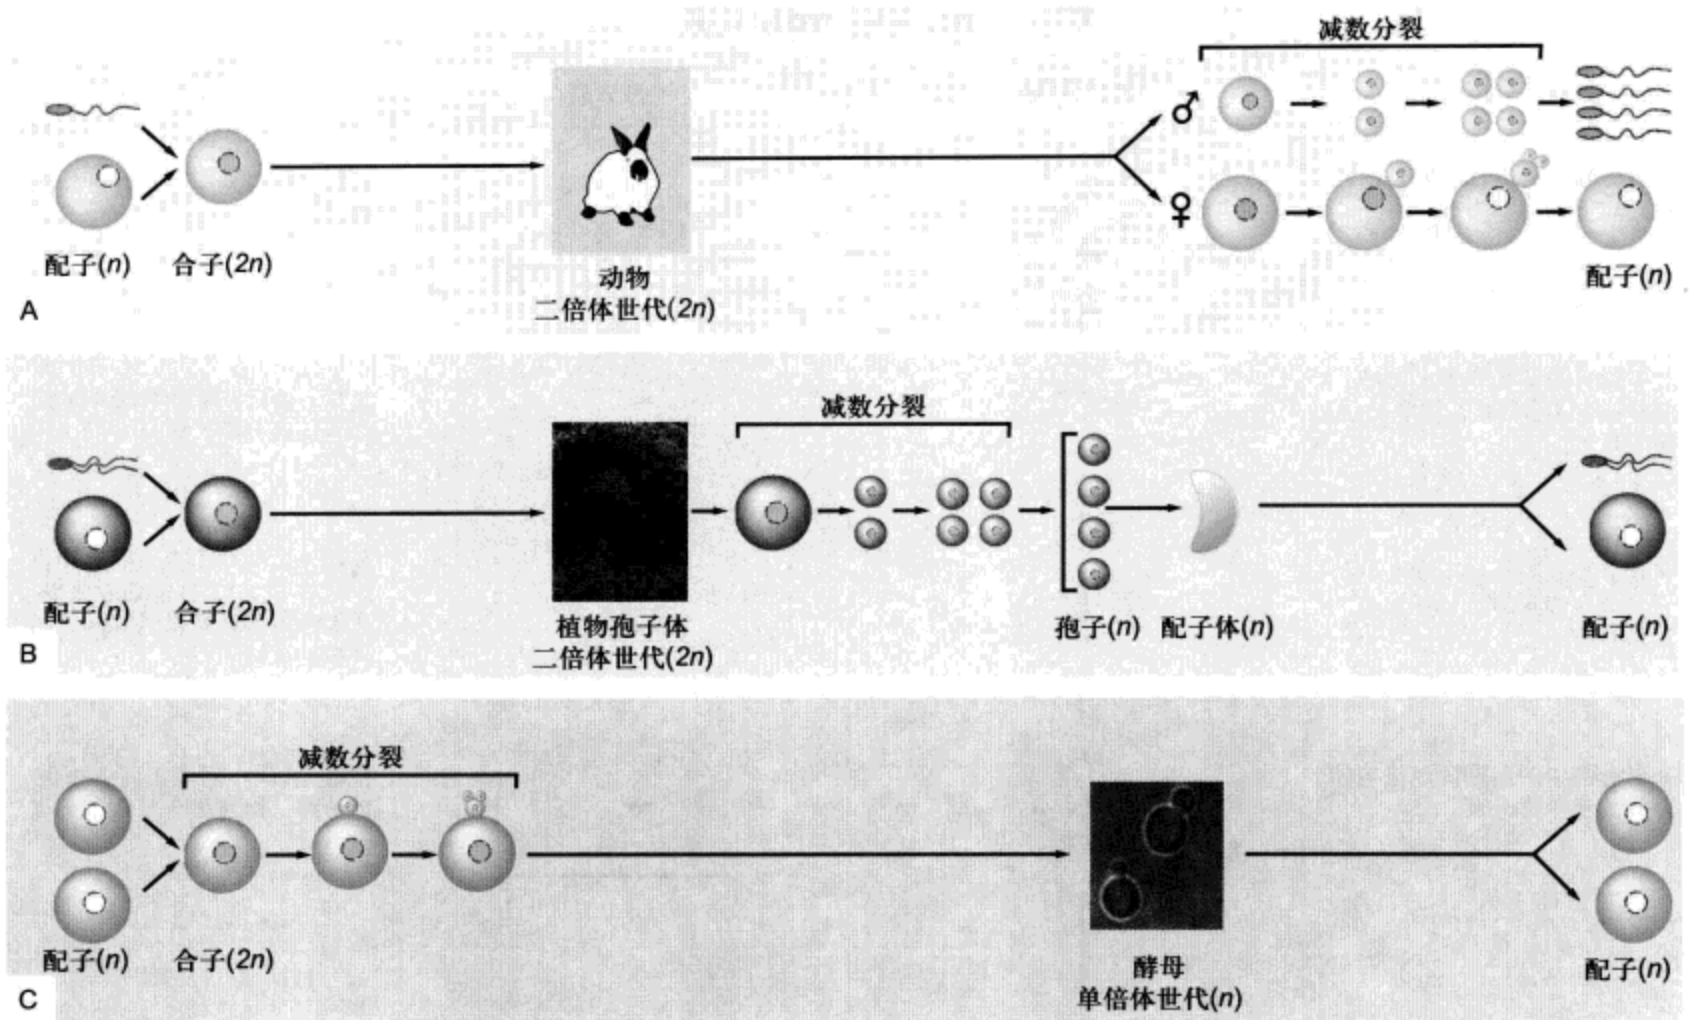 减数分裂
♂
♀
配子(n) 合子(2n)
动物
二倍体世代(2n)
配子(n)
A
减数分裂
配子(n) 合子(2n)
植物孢子体
二倍体世代(2n)
孢子(n) 配子体(n)
配子(n)
B
减数分裂
配子(n) 合子(2n)
酵母
单倍体世代(n)
配子(n)
C